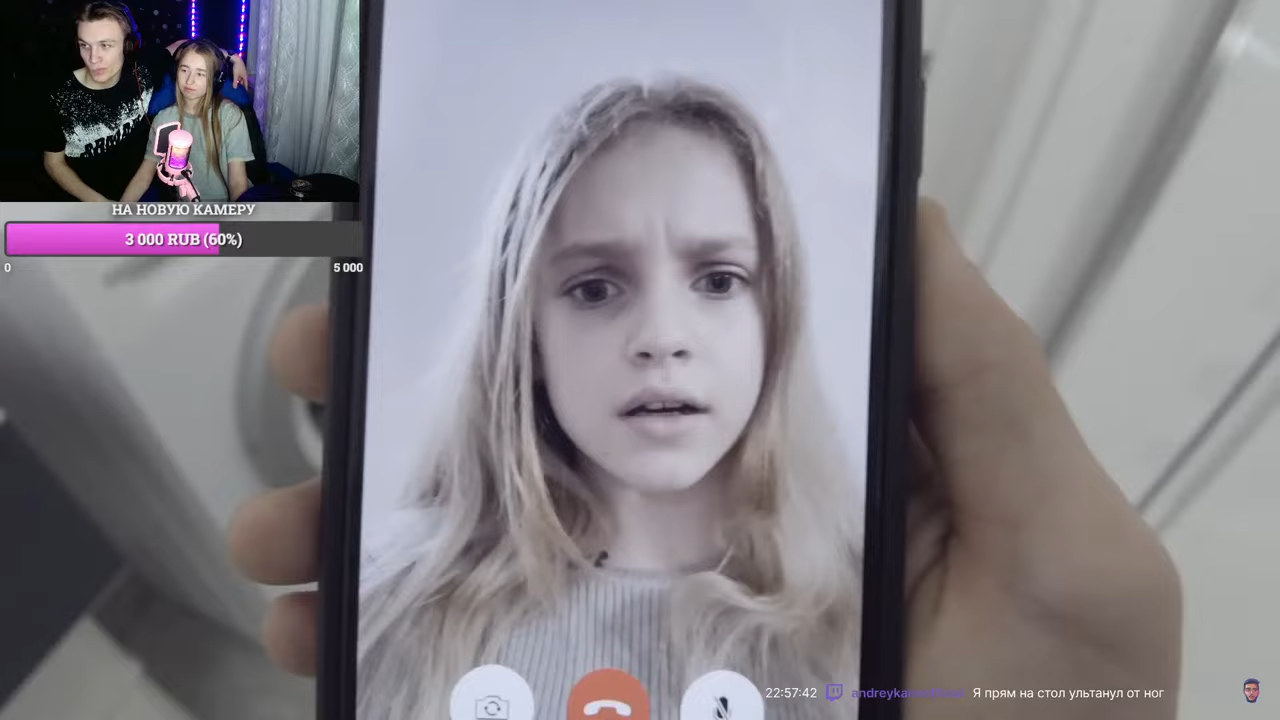 НА НОВУЮ КАМЕРУ
3 000 RUB (60%)
0
5 000
22:57:42 Я прям на стол ультанул от ног